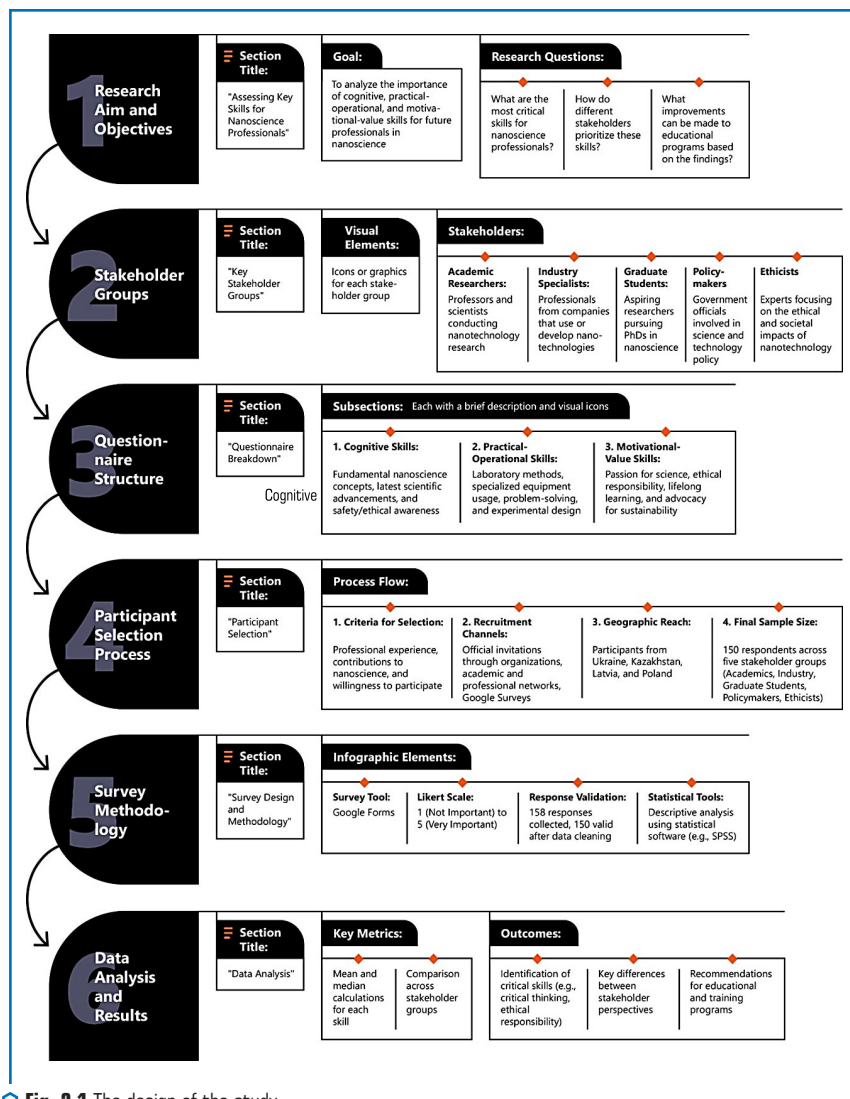 1
Research
Aim and
Objectives
Section
Title:
"Assessing Key
Skills for
Nanoscience
Professionals"
Goal:
To analyze the importance
of cognitive, practical-
operational, and motiva-
tional-value skills for future
professionals in
nanoscience
Research Questions:
What are the
most critical
skills for
nanoscience
professionals?
How do
different
stakeholders
prioritize these
skills?
What
improvements
can be made to
educational
programs based
on the findings?
2
Stakeholder
Groups
Section
Title:
"Key
Stakeholder
Groups"
Visual
Elements:
Icons or graphics
for each stake-
holder group
Stakeholders:
Academic
Researchers:
Professors and
scientists
conducting
nanotechnology
research
Industry
Specialists:
Professionals
from companies
that use or
develop nano-
technologies
Graduate
Students:
Aspiring
researchers
pursuing
PhDs in
nanoscience
Policy-
makers
Government
officials
involved in
science and
technology
policy
Ethicists
Experts focusing
on the ethical
and societal
impacts of
nanotechnology
3
Question-
naire
Structure
Section
Title:
"Questionnaire
Breakdown"
Cognitive
Subsections: Each with a brief description and visual icons
1. Cognitive Skills:
Fundamental nanoscience
concepts, latest scientific
advancements, and
safety/ethical awareness
2. Practical-
Operational Skills:
Laboratory methods,
specialized equipment
usage, problem-solving,
and experimental design
3. Motivational-
Value Skills:
Passion for science, ethical
responsibility, lifelong
learning, and advocacy
for sustainability
4
Participant
Selection
Process
Section
Title:
"Participant
Selection"
Process Flow:
1. Criteria for Selection:
Professional experience,
contributions to
nanoscience, and
willingness to participate
2. Recruitment
Channels:
Official invitations
through organizations,
academic and
professional networks,
Google Surveys
3. Geographic Reach:
Participants from
Ukraine, Kazakhstan,
Latvia, and Poland
4. Final Sample Size:
150 respondents across
five stakeholder groups
(Academics, Industry,
Graduate Students,
Policymakers, Ethicists)
5
Survey
Methodo-
logy
Section
Title:
"Survey Design
and
Methodology"
Infographic Elements:
Survey Tool:
Google Forms
Likert Scale:
1 (Not Important) to
5 (Very Important)
Response Validation:
158 responses
collected, 150 valid
after data cleaning
Statistical Tools:
Descriptive analysis
using statistical
software (e.g., SPSS)
6
Data
Analysis
and
Results
Section
Title:
"Data Analysis"
Key Metrics:
Mean and
median
calculations
for each
skill
Comparison
across
stakeholder
groups
Outcomes:
Identification of
critical skills (e.g.,
critical thinking,
ethical
responsibility)
Key differences
between
stakeholder
perspectives
Recommendations
for educational
and training
programs
The design of the study